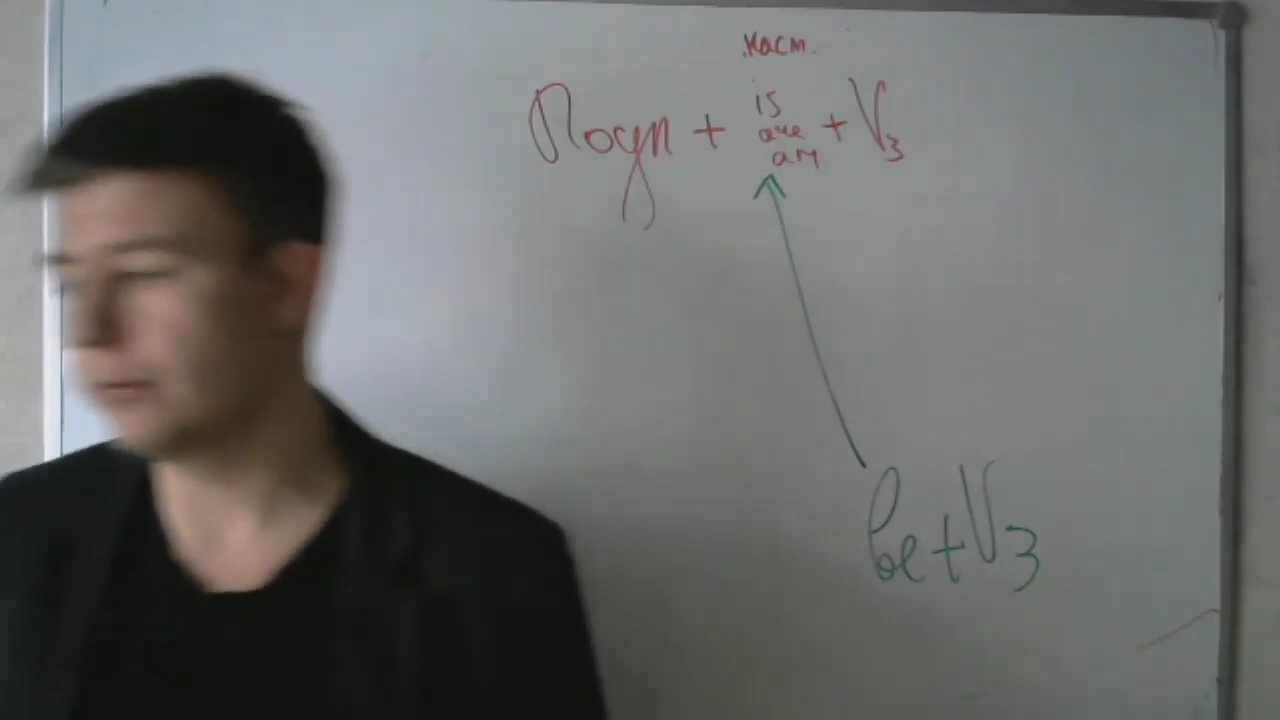 наст.
Подл + is + V3
are
am
be + V3